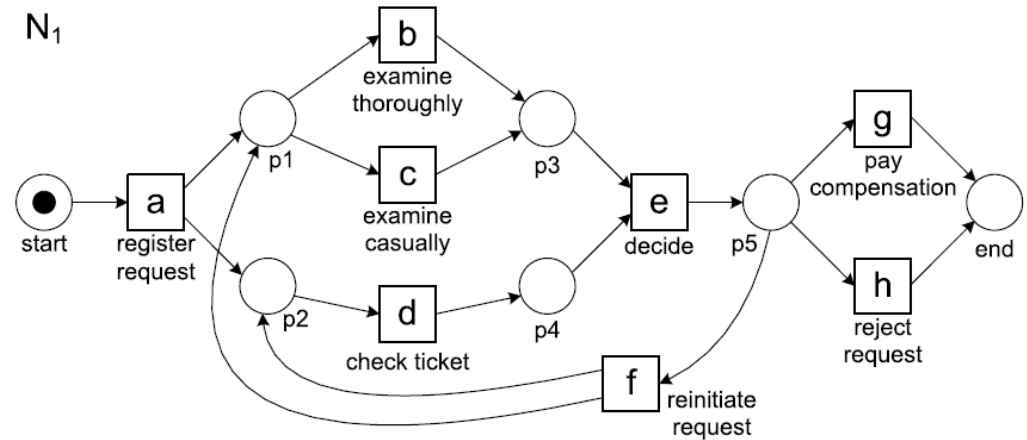 N1
b
examine
thoroughly
g
pay
compensation
p1
p3
c
examine
casually
a
register
request
start
e
decide
p5
end
h
reject
request
p2
d
check ticket
p4
f
reinitiate
request